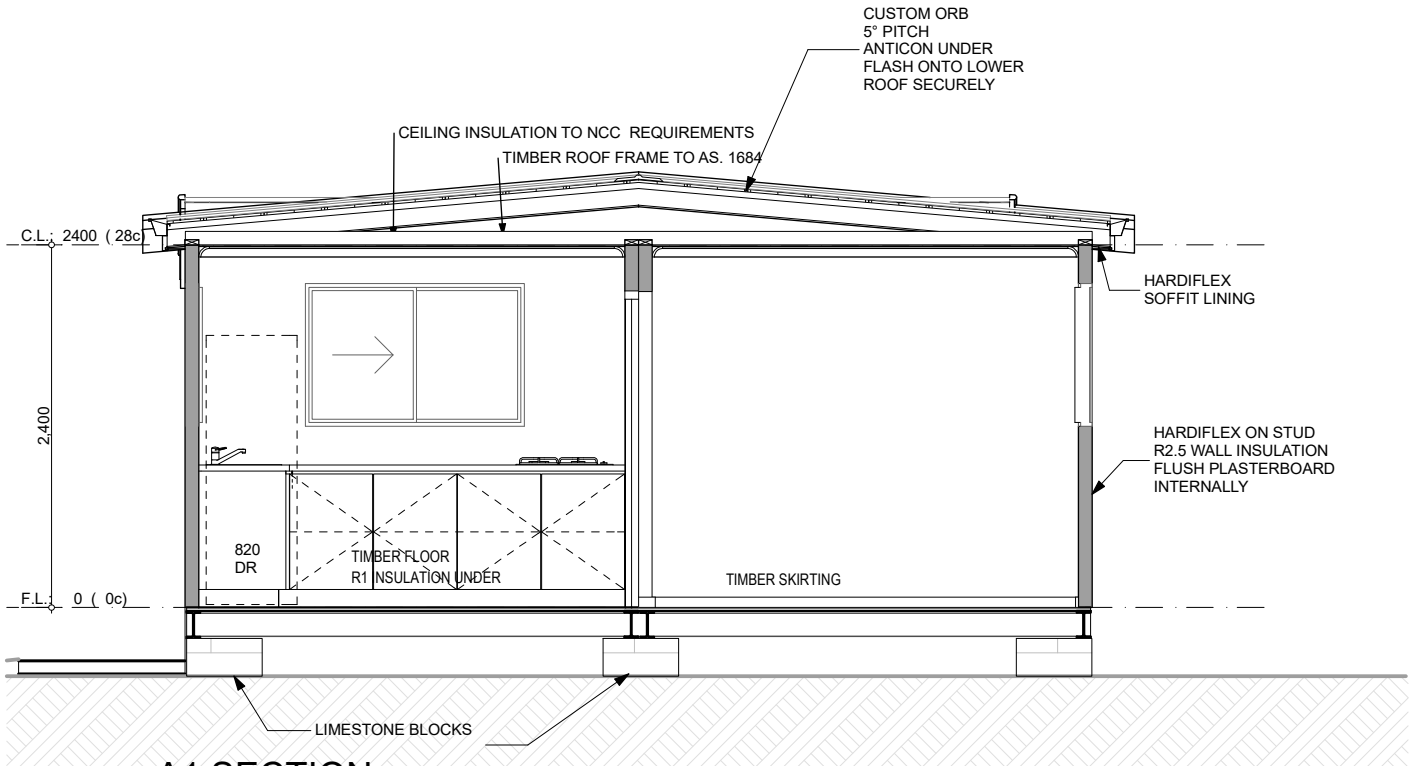 CUSTOM ORB
5° PITCH
ANTICON UNDER
FLASH ONTO LOWER
ROOF SECURELY
CEILING INSULATION TO NCC REQUIREMENTS
TIMBER ROOF FRAME TO AS. 1684
C.L.: 2400 ( 28c)
HARDIFLEX
SOFFIT LINING
2,400
HARDIFLEX ON STUD
R2.5 WALL INSULATION
FLUSH PLASTERBOARD
INTERNALLY
820
DR
TIMBER FLOOR
R1 INSULATION UNDER
TIMBER SKIRTING
F.L.: 0 ( 0c)
LIMESTONE BLOCKS
A1 SECTION